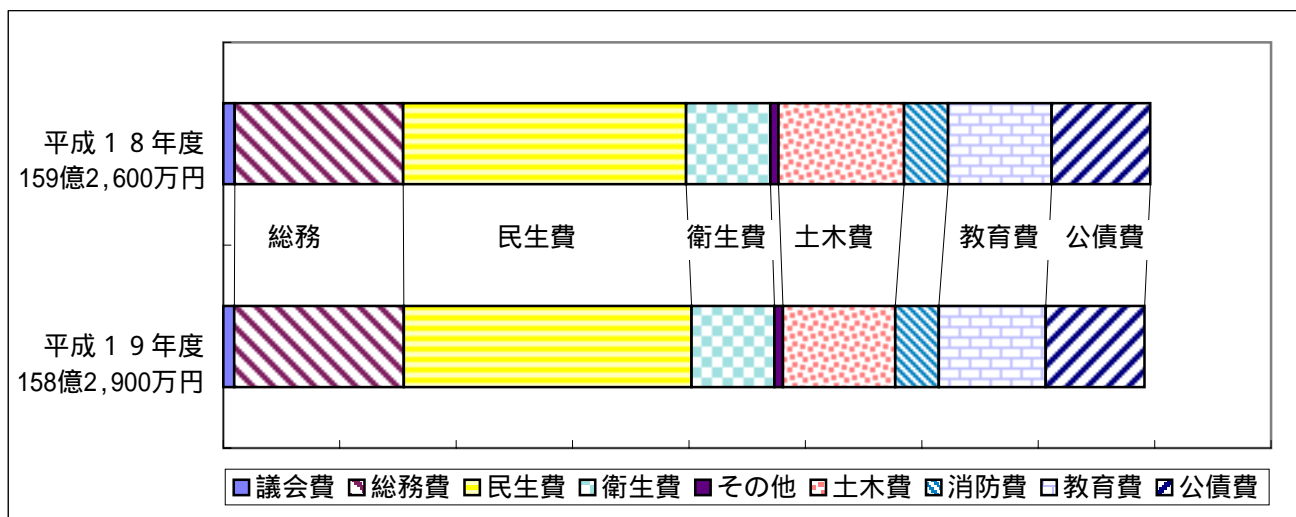 平成１８年度
159億2,600万円
総務 民生費 衛生費 土木費 教育費 公債費
平成１９年度
158億2,900万円
議会費 総務費 民生費 衛生費 その他 土木費 消防費 教育費 公債費